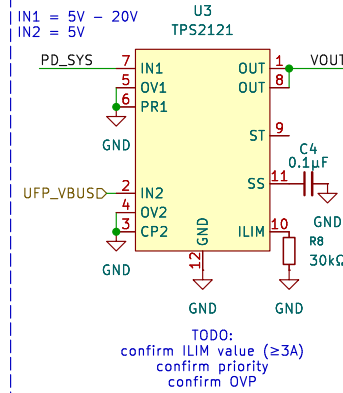 IN1 = 5V – 20V
IN2 = 5V
U3
TPS2121
PD_SYS
7
IN1
OUT
1
VOUT
5
OV1
OUT
8
6
PR1
GND
ST
9
C4
0.1µF
SS
11
UFP_VBUS
2
IN2
4
OV2
GND
3
CP2
GND
12
ILIM
10
R8
30kΩ
GND
GND
GND
TODO:
confirm ILIM value (≥3A)
confirm priority
confirm OVP